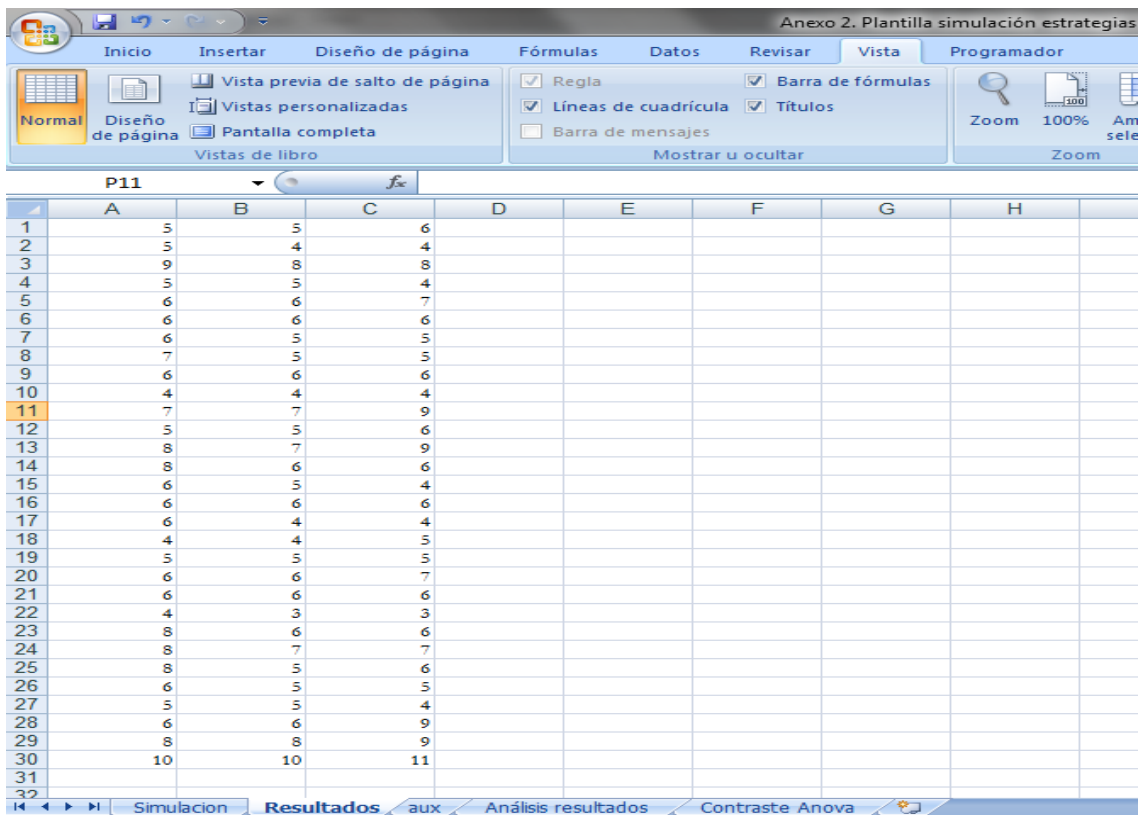 Anexo 2. Plantilla simulación estrategias
Inicio Insertar Diseño de página Fórmulas Datos Revisar Vista Programador
Normal
Diseño de página
Vista previa de salto de página
Vistas personalizadas
Pantalla completa
Vistas de libro
Regla
Barra de fórmulas
Líneas de cuadrícula
Títulos
Barra de mensajes
Mostrar u ocultar
Zoom
100
100%
Am
sele
Zoom
P11 fx
A B C D E F G H
1 5 5 6
2 5 4 4
3 9 8 8
4 5 5 4
5 6 6 7
6 6 6 6
7 6 5 5
8 7 5 5
9 6 6 6
10 4 4 4
11 7 7 9
12 5 5 6
13 8 7 9
14 8 6 6
15 6 5 4
16 6 6 6
17 6 4 4
18 4 4 5
19 5 5 5
20 6 6 7
21 6 6 6
22 4 3 3
23 8 6 6
24 8 7 7
25 8 5 6
26 6 5 5
27 5 5 4
28 6 6 9
29 8 8 9
30 10 10 11
31
32
Simulacion Resultados aux Análisis resultados Contraste Anova